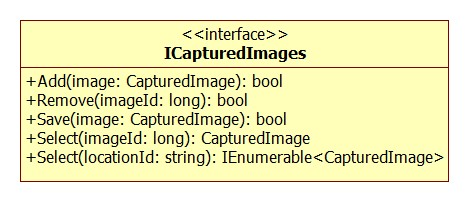 <<interface>>
ICapturedImages
+Add(image: CapturedImage): bool
+Remove(imageId: long): bool
+Save(image: CapturedImage): bool
+Select(imageId: long): CapturedImage
+Select(locationId: string): IEnumerable<CapturedImage>